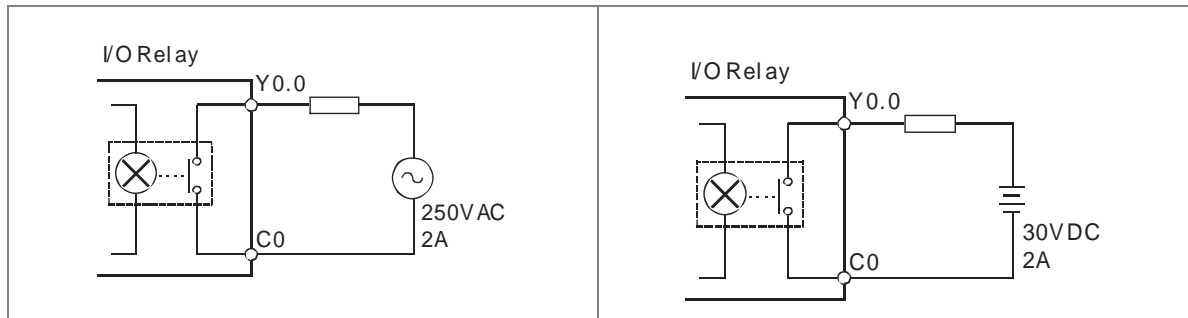 I/O Relay
Y0.0
250VAC
2A
C0
I/O Relay
Y0.0
30VDC
2A
C0